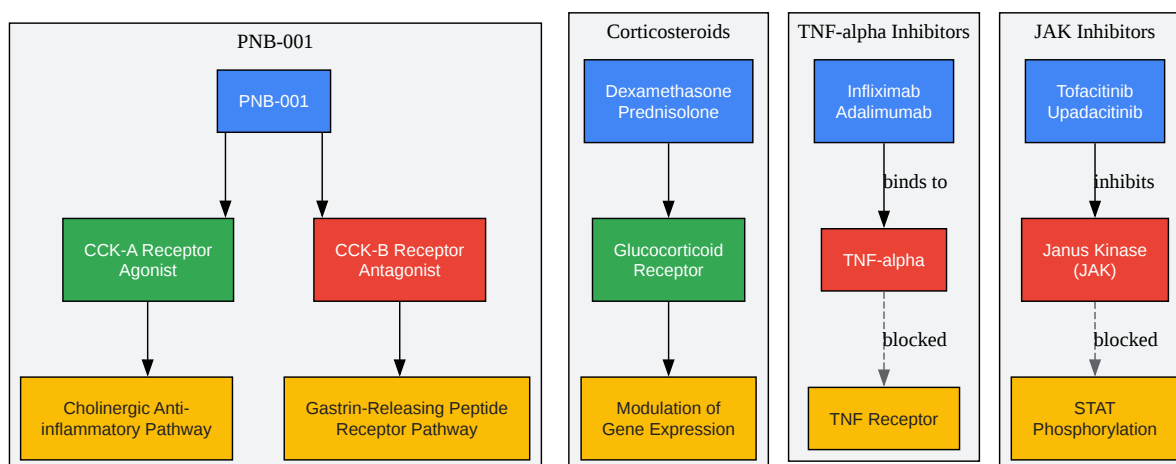 PNB-001
PNB-001
CCK-A Receptor
Agonist
CCK-B Receptor
Antagonist
Cholinergic Anti-
inflammatory Pathway
Gastrin-Releasing Peptide
Receptor Pathway
Corticosteroids
Dexamethasone
Prednisolone
Glucocorticoid
Receptor
Modulation of
Gene Expression
TNF-alpha Inhibitors
Infliximab
Adalimumab
binds to
TNF-alpha
blocked
TNF Receptor
JAK Inhibitors
Tofacitinib
Upadacitinib
inhibits
Janus Kinase
(JAK)
blocked
STAT
Phosphorylation